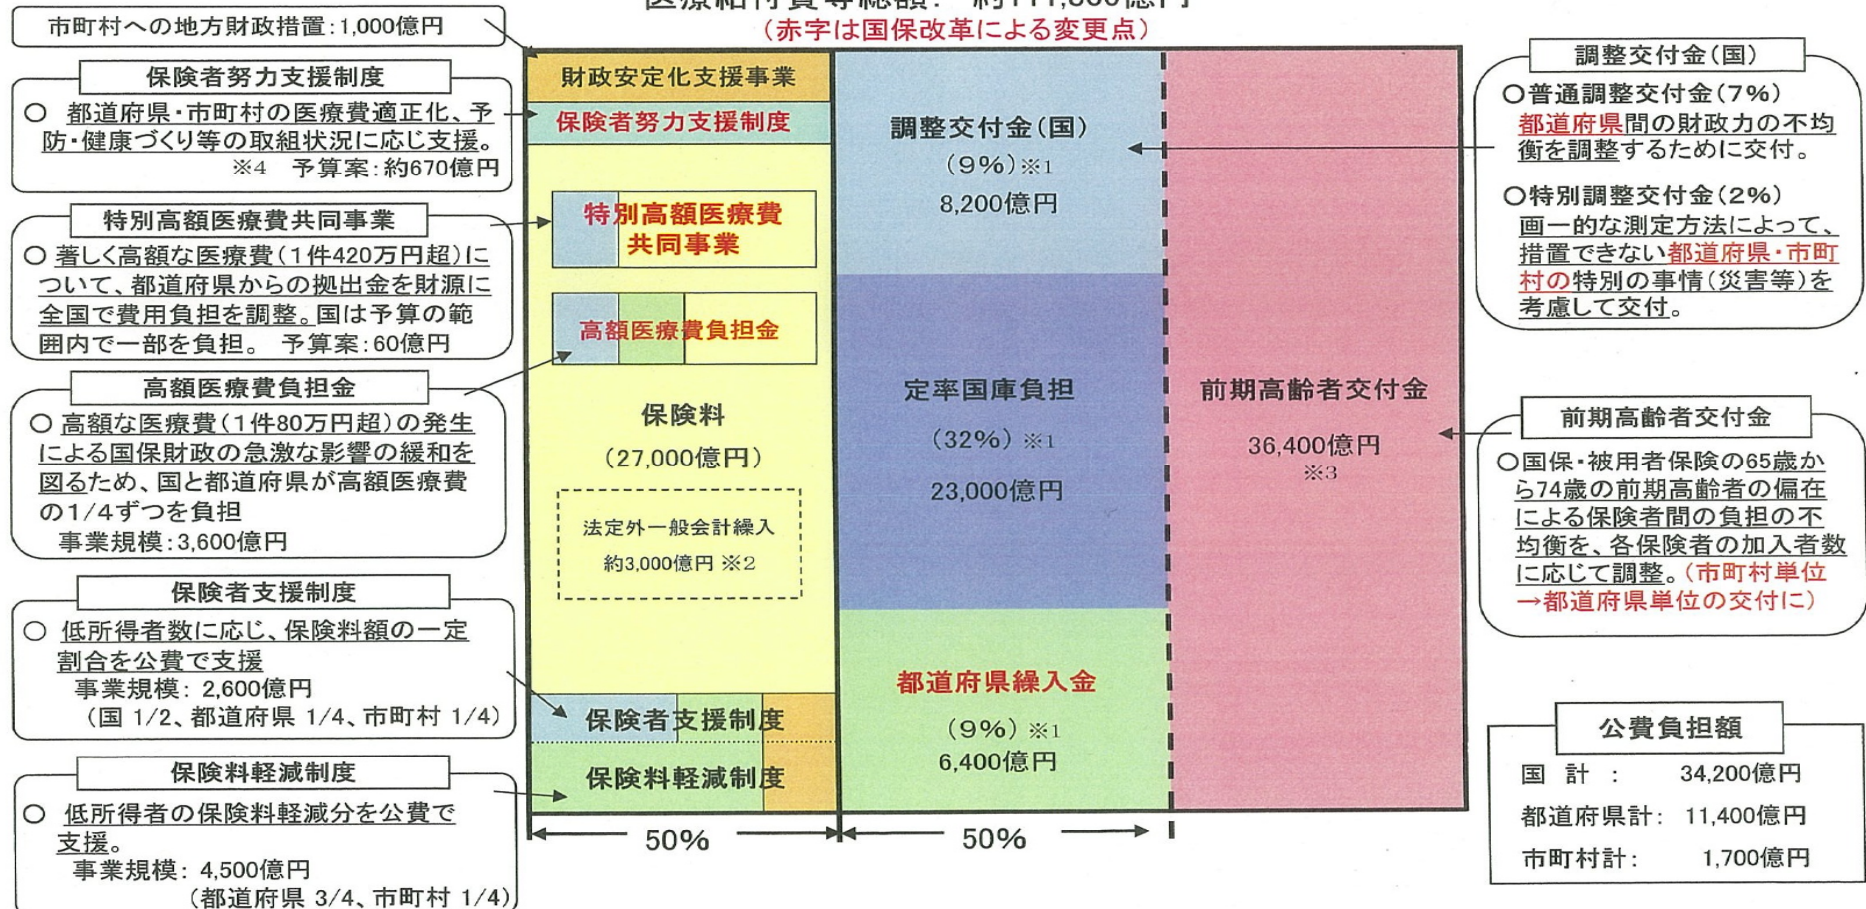 (赤字は国保改革による変更点)
市町村への地方財政措置:1,000億円
保険者努力支援制度
○ 都道府県・市町村の医療費適正化、予
防・健康づくり等の取組状況に応じ支援。
※4 予算案:約670億円
特別高額医療費共同事業
○ 著しく高額な医療費(1件420万円超)に
ついて、都道府県からの拠出金を財源に
全国で費用負担を調整。国は予算の範
囲内で一部を負担。 予算案:60億円
高額医療費負担金
○ 高額な医療費(1件80万円超)の発生
による国保財政の急激な影響の緩和を
図るため、国と都道府県が高額医療費
の1/4ずつを負担
事業規模:3,600億円
保険者支援制度
○ 低所得者数に応じ、保険料額の一定
割合を公費で支援
事業規模: 2,600億円
(国 1/2、都道府県 1/4、市町村 1/4)
保険料軽減制度
○ 低所得者の保険料軽減分を公費で
支援。
事業規模: 4,500億円
(都道府県 3/4、市町村 1/4)
財政安定化支援事業
保険者努力支援制度
特別高額医療費
共同事業
高額医療費負担金
保険料
(27,000億円)
法定外一般会計繰入
約3,000億円 ※2
保険者支援制度
保険料軽減制度
50%
調整交付金(国)
(9%)※1
8,200億円
定率国庫負担
(32%)※1
23,000億円
都道府県繰入金
(9%)※1
6,400億円
50%
前期高齢者交付金
36,400億円
※3
調整交付金(国)
○普通調整交付金(7%)
都道府県間の財政力の不均
衡を調整するために交付。
○特別調整交付金(2%)
画一的な測定方法によって、
措置できない都道府県・市町
村の特別の事情(災害等)を
考慮して交付。
前期高齢者交付金
○国保・被用者保険の65歳か
ら74歳の前期高齢者の偏在
による保険者間の負担の不
均衡を、各保険者の加入者数
に応じて調整。(市町村単位
→都道府県単位の交付に)
公費負担額
国 計 : 34,200億円
都道府県計: 11,400億円
市町村計: 1,700億円